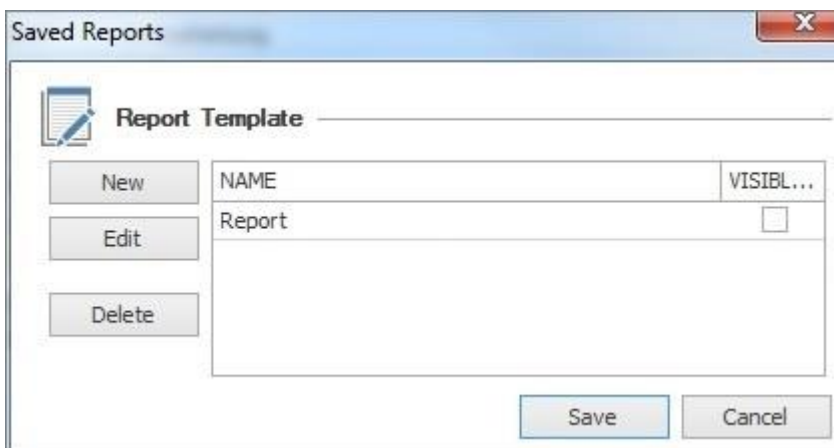 Saved Reports
Report Template
New
Edit
Delete
NAME VISIBL...
Report
Save Cancel